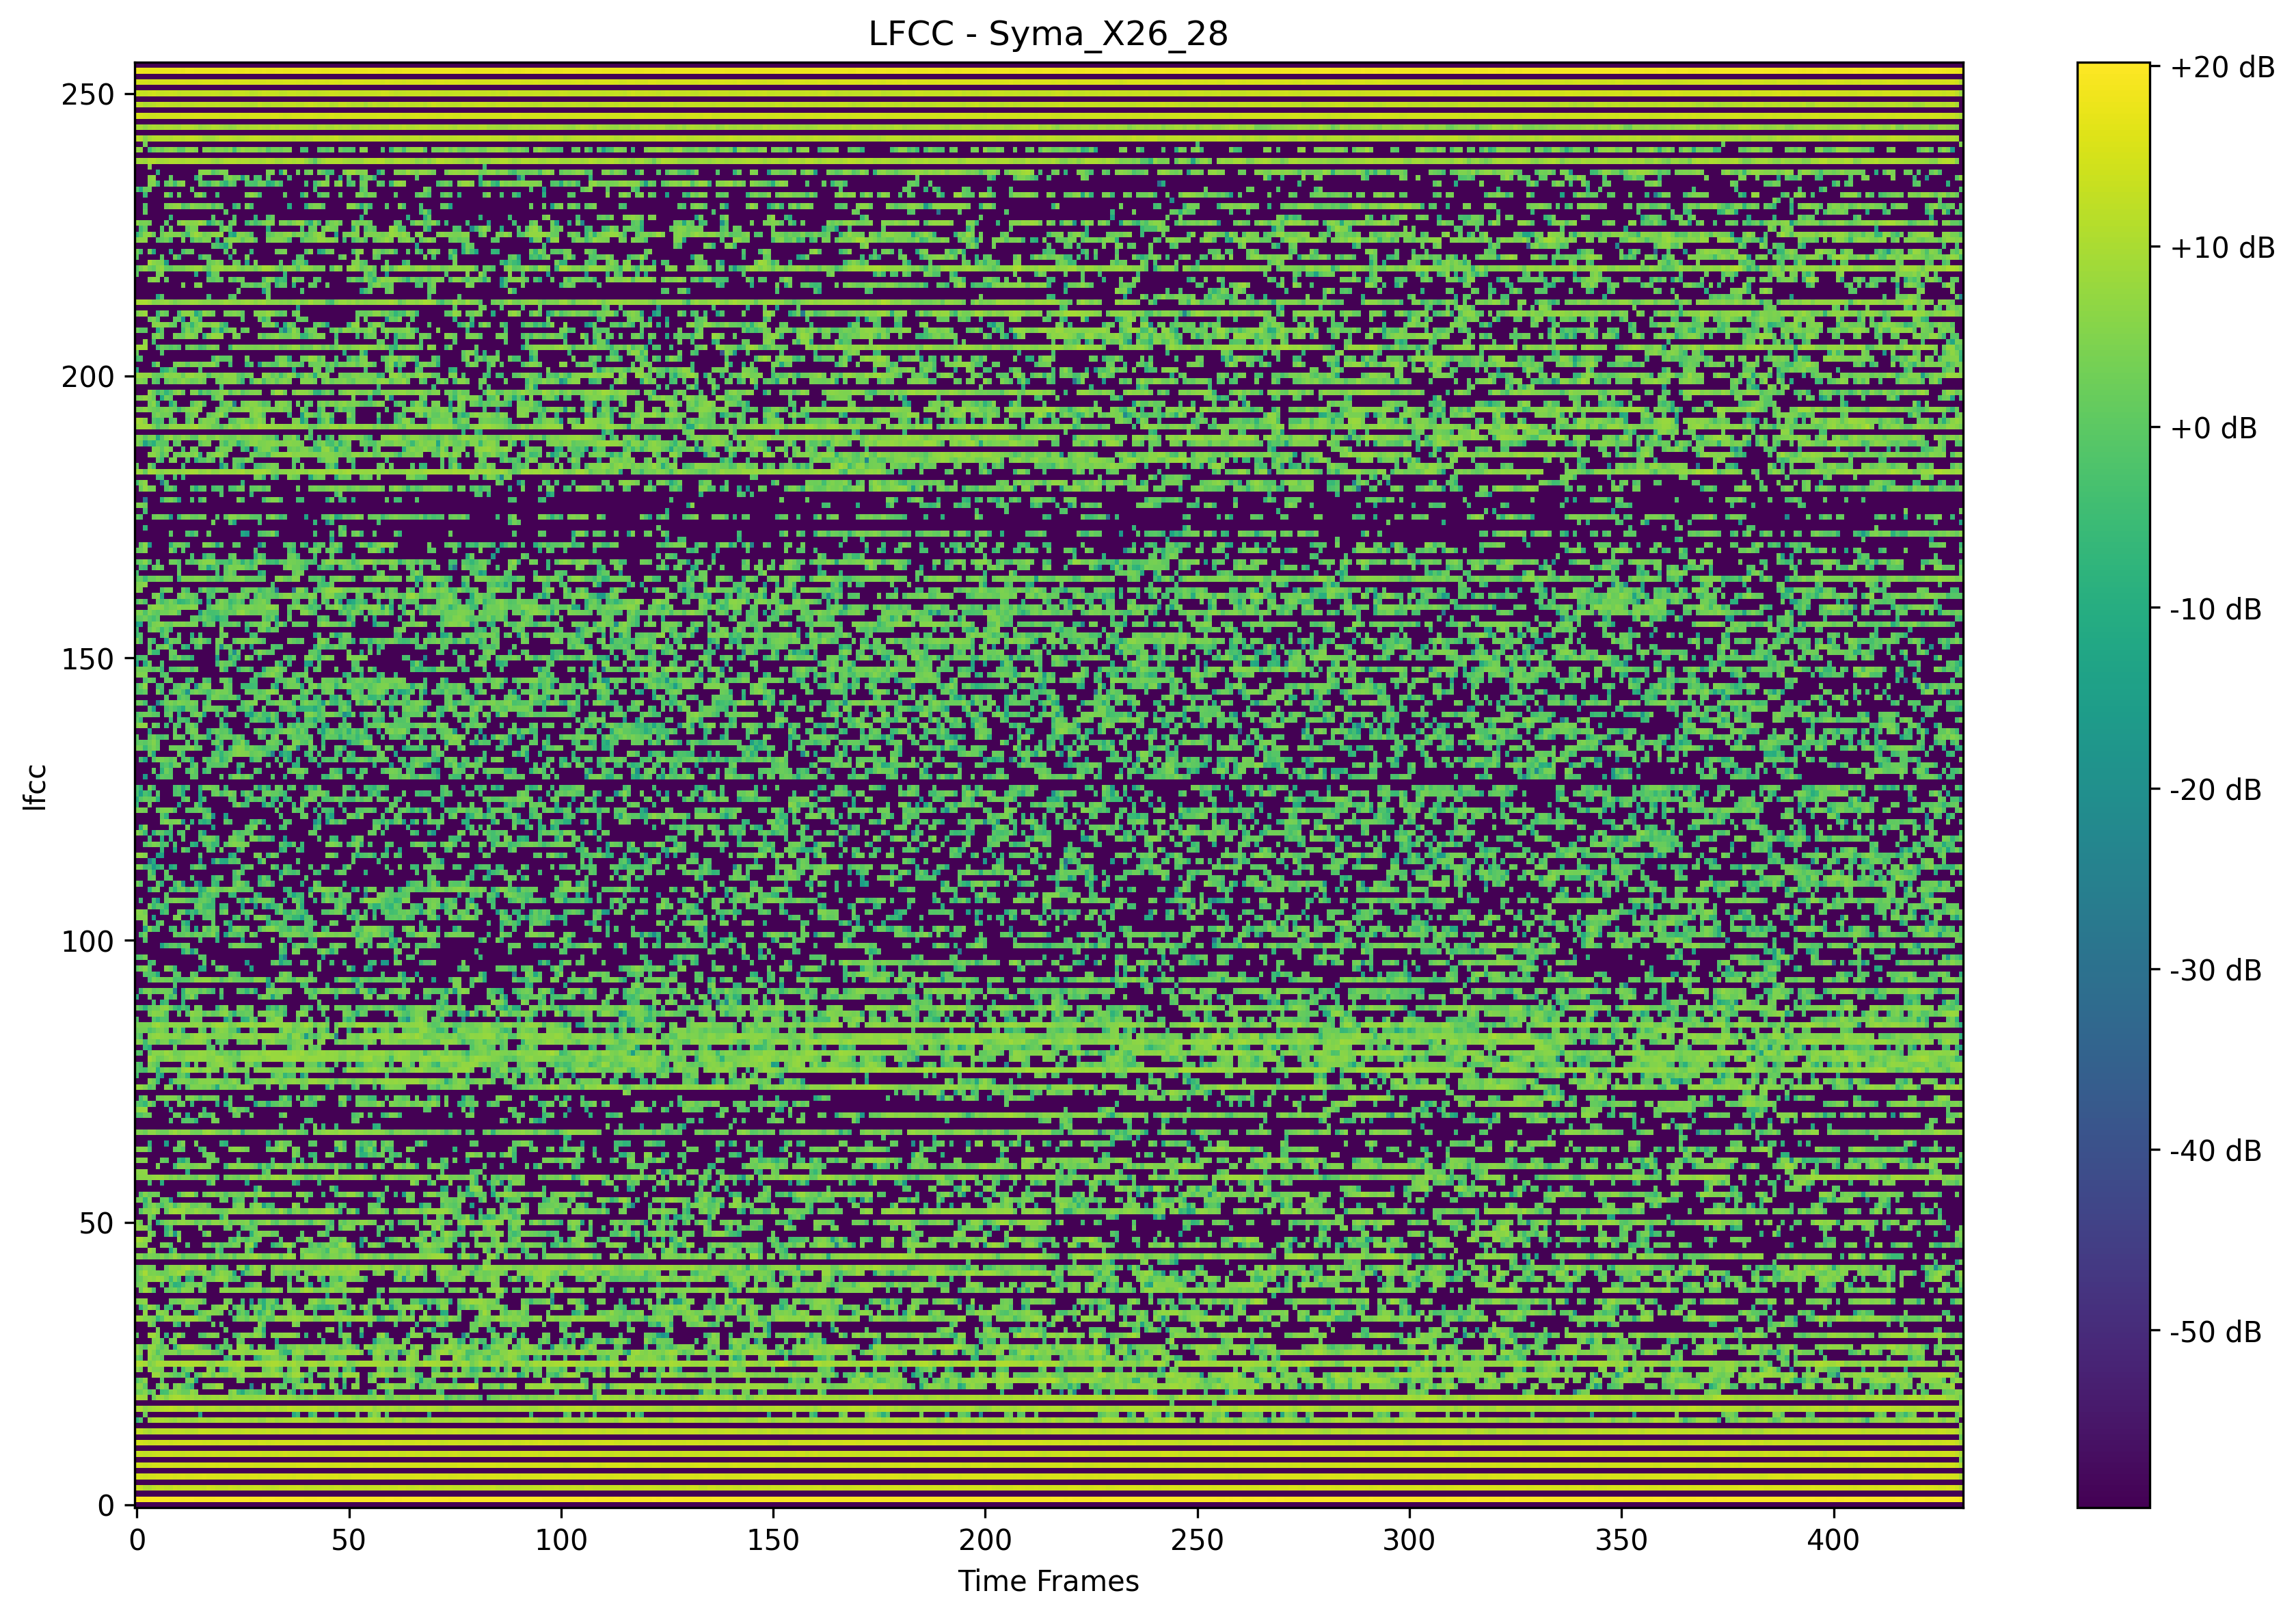 LFCC - Syma_X26_28
250
200
150
100
50
0
lfcc
0 50 100 150 200 250 300 350 400
Time Frames
+20 dB
+10 dB
+0 dB
-10 dB
-20 dB
-30 dB
-40 dB
-50 dB